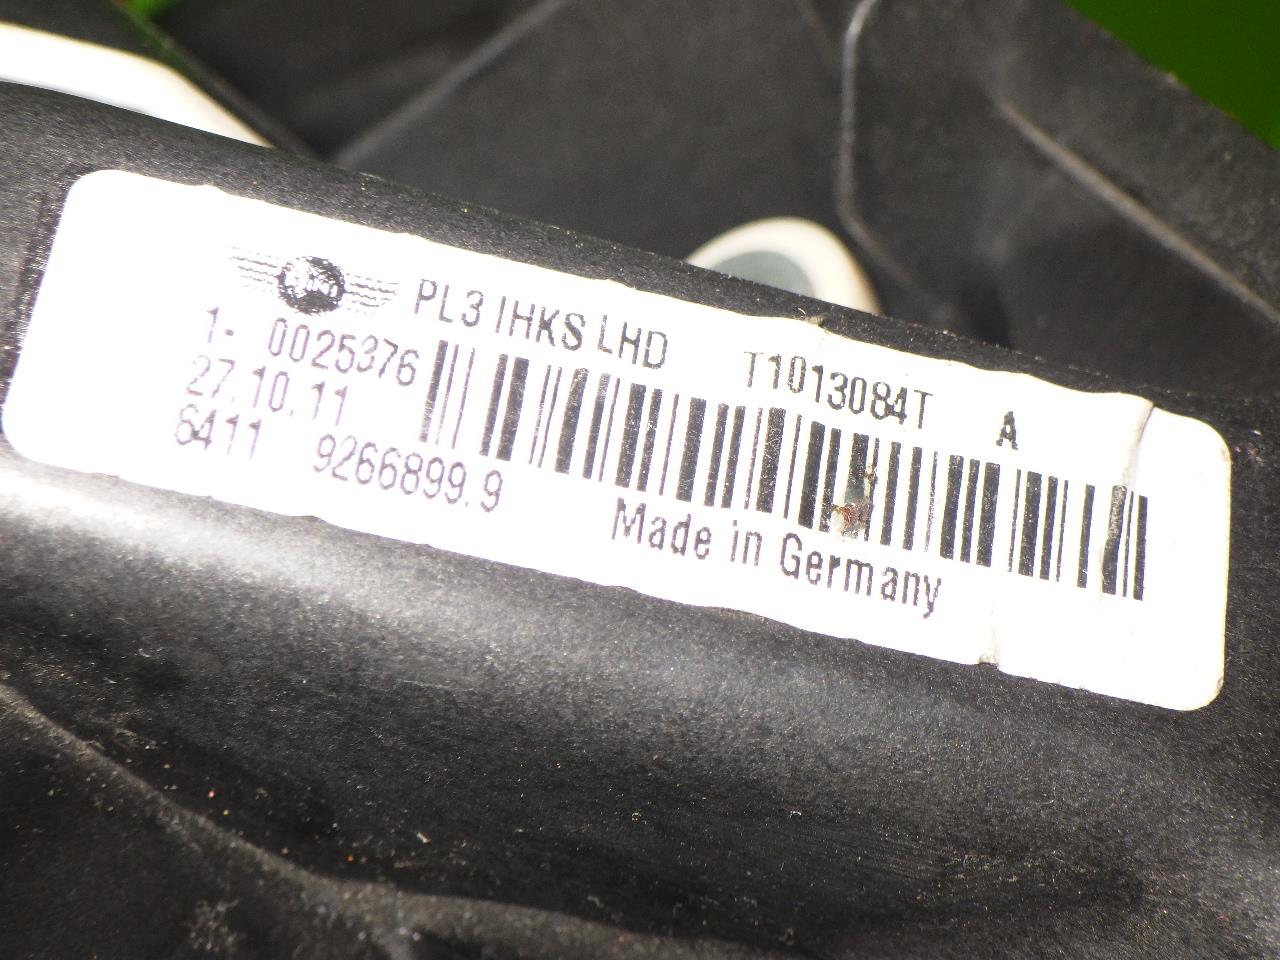 PL3 IHKS LHD T1013084T A
1- 0025376
27.10.11
6411 9266899.9
Made in Germany